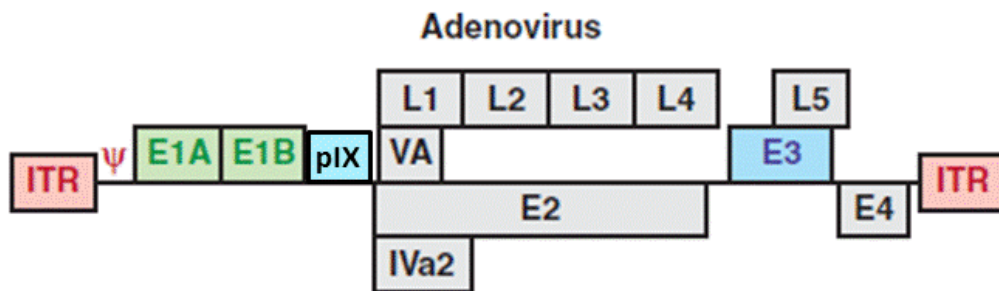 Adenovirus
L1 L2 L3 L4 L5
ITR ψ E1A E1B pIX VA E3 ITR
E2 E4
IVa2